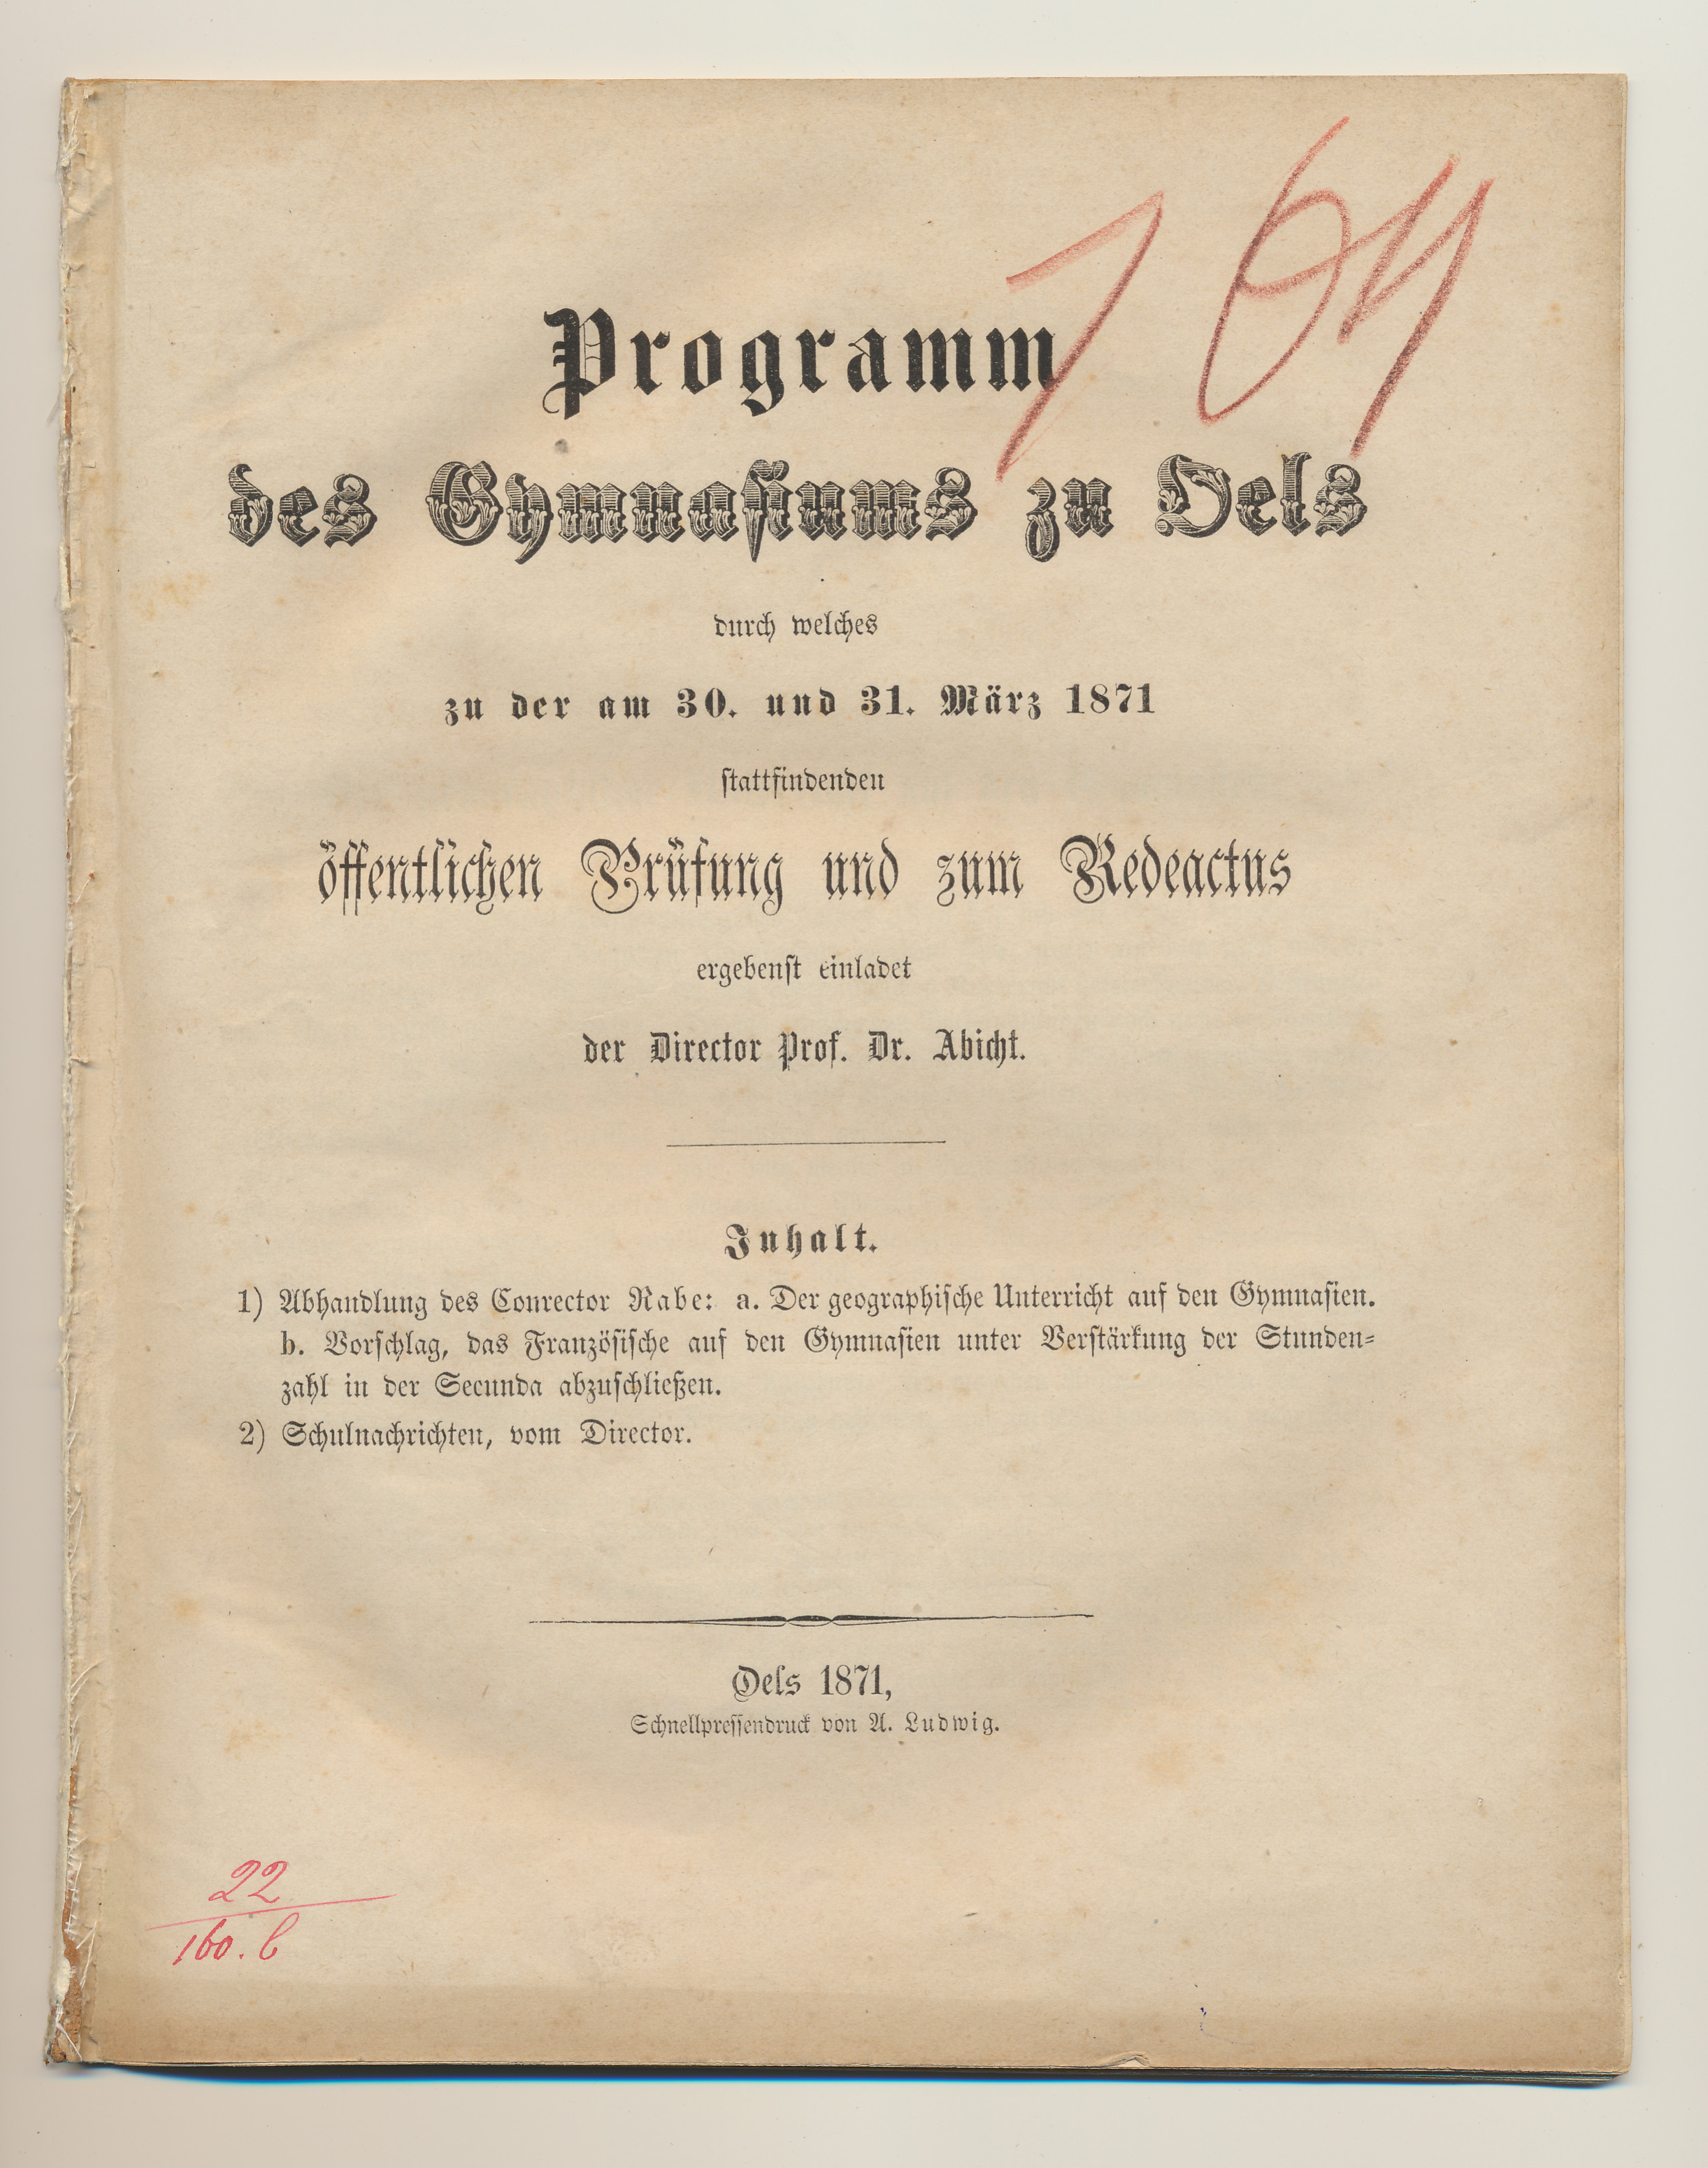 Programm
des Gymnasiums zu Oels
durch welches
zu der am 30. und 31. März 1871
stattfindenden
öffentlichen Prüfung und zum Redeactus
ergebenst einladet
der Director Prof. Dr. Abicht.
Inhalt.
1) Abhandlung des Conrector Rabe: a. Der geographische Unterricht auf den Gymnasien.
b. Vorschlag, das Französische auf den Gymnasien unter Verstärkung der Stunden-
zahl in der Secunda abzuschließen.
2) Schulnachrichten, vom Director.
Oels 1871,
Schnellpressendruck von A. Ludwig.
22
160. b